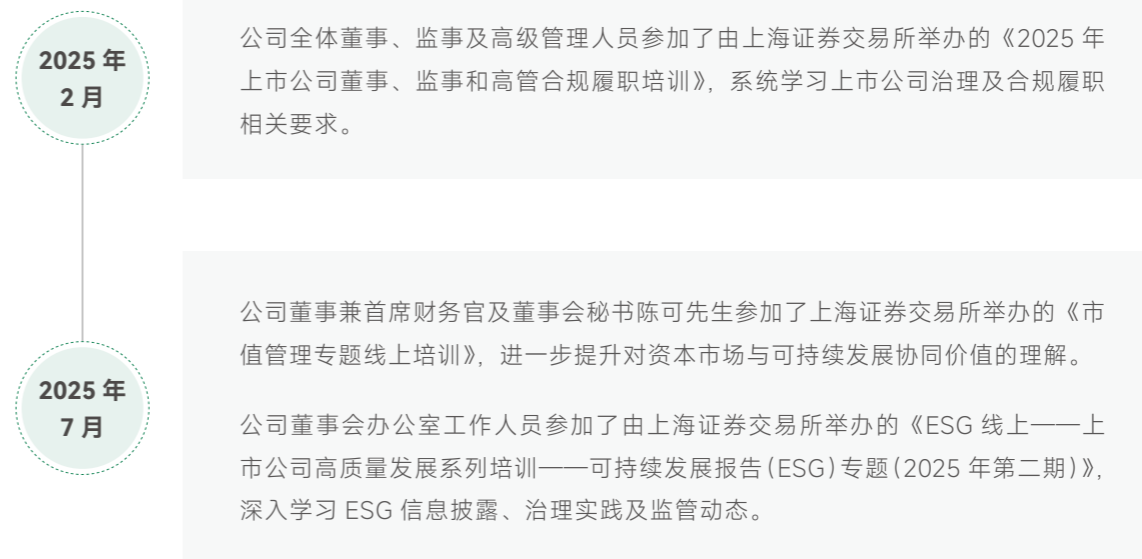 2025 年
2 月
公司全体董事、监事及高级管理人员参加了由上海证券交易所举办的《2025 年
上市公司董事、监事和高管合规履职培训》，系统学习上市公司治理及合规履职
相关要求。
2025 年
7 月
公司董事兼首席财务官及董事会秘书陈可先生参加了上海证券交易所举办的《市
值管理专题线上培训》，进一步提升对资本市场与可持续发展协同价值的理解。
公司董事会办公室工作人员参加了由上海证券交易所举办的《ESG 线上——上
市公司高质量发展系列培训——可持续发展报告（ESG）专题（2025 年第二期）》，
深入学习 ESG 信息披露、治理实践及监管动态。